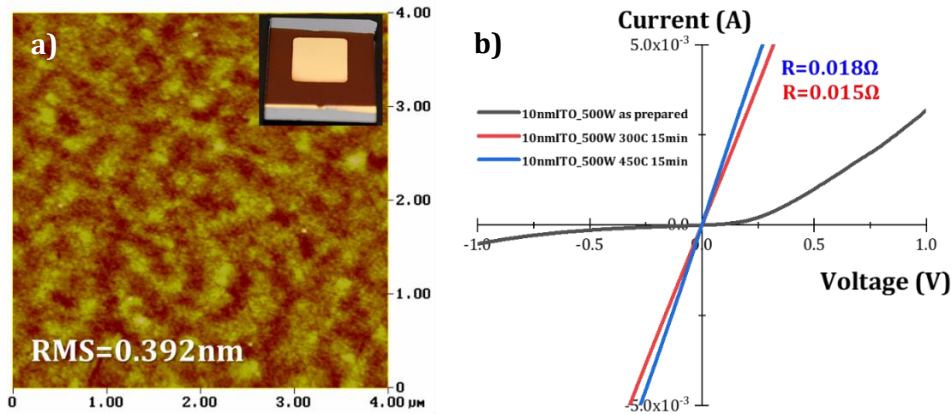 a)
4.00
3.00
2.00
1.00
0
RMS=0.392nm
0 1.00 2.00 3.00 4.00 μm
b)
Current (A)
5.0x10⁻³
R=0.018Ω
R=0.015Ω
10nmITO_500W as prepared
10nmITO_500W 300C 15min
10nmITO_500W 450C 15min
0.0
-1.0 -0.5 0.0 0.5 1.0
Voltage (V)
-5.0x10⁻³